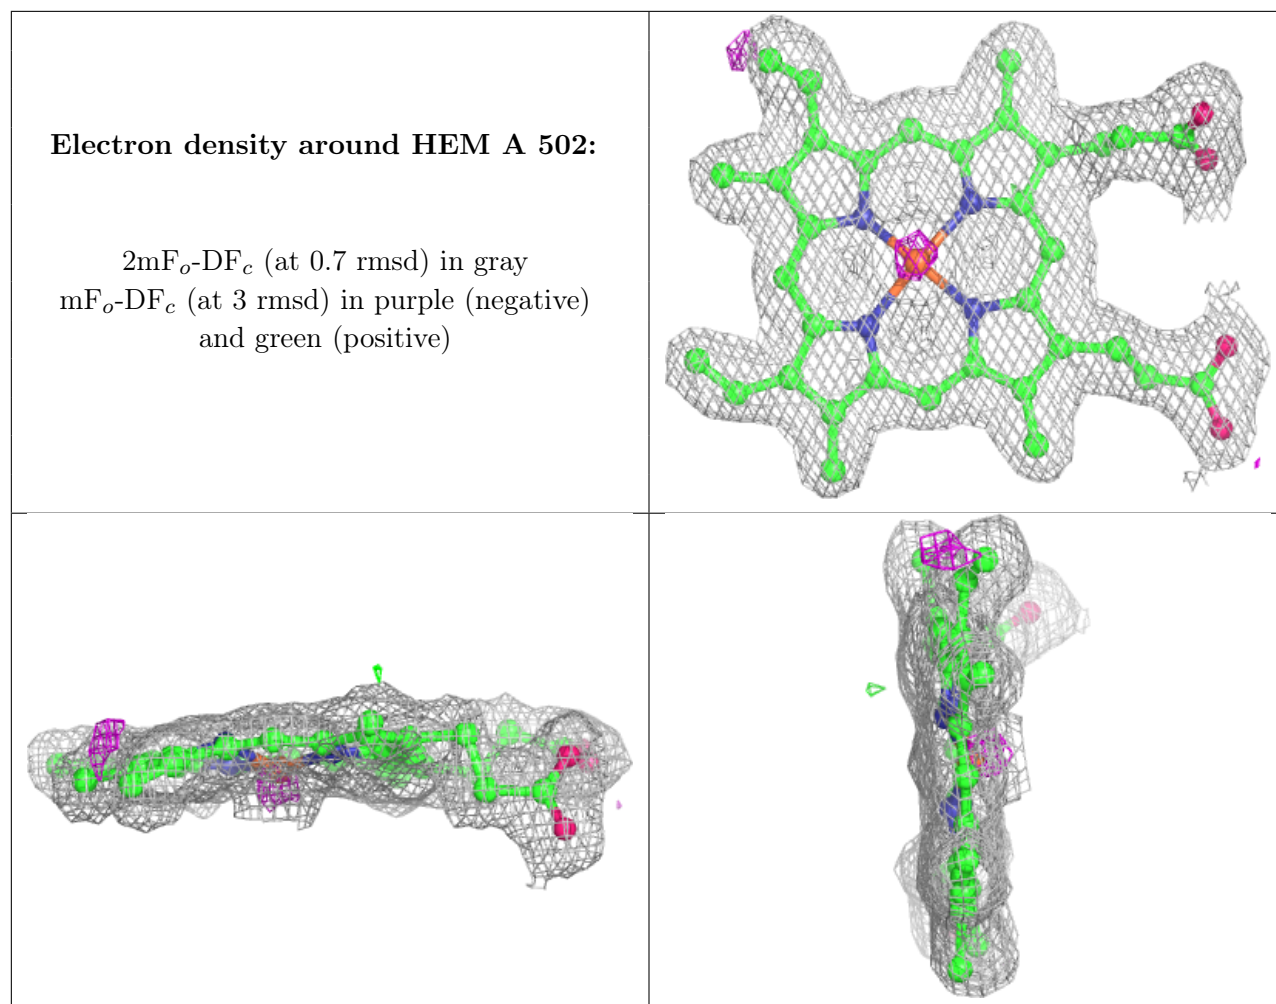 Electron density around HEM A 502:
2mFo-DFc (at 0.7 rmsd) in gray
mFo-DFc (at 3 rmsd) in purple (negative)
and green (positive)